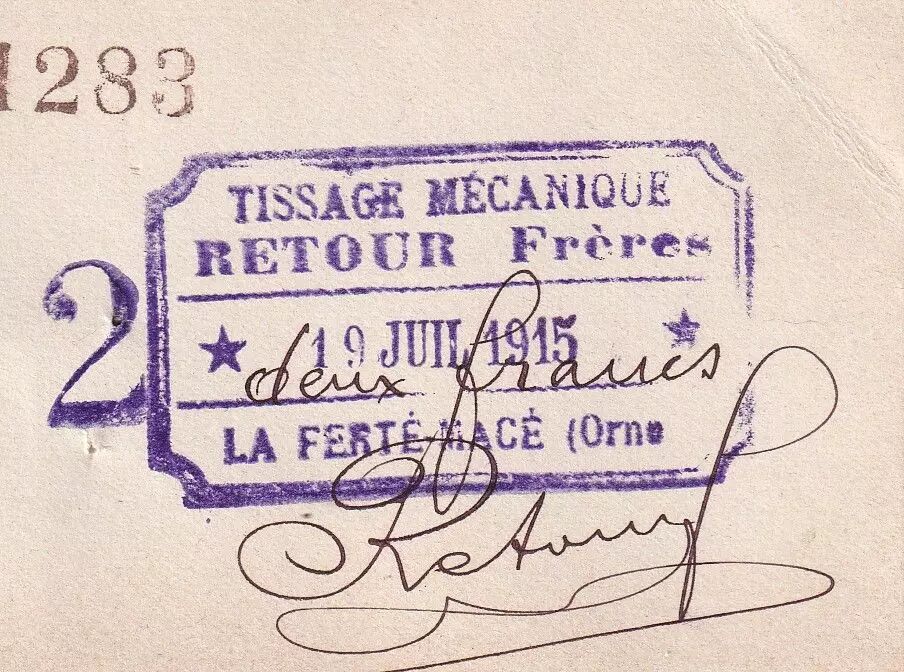 1283
TISSAGE MÉCANIQUE
RETOUR Frères
2
★ 19 JUIL 1915 ★
deux francs
LA FERTÉ-MACÉ (Orne
Retour